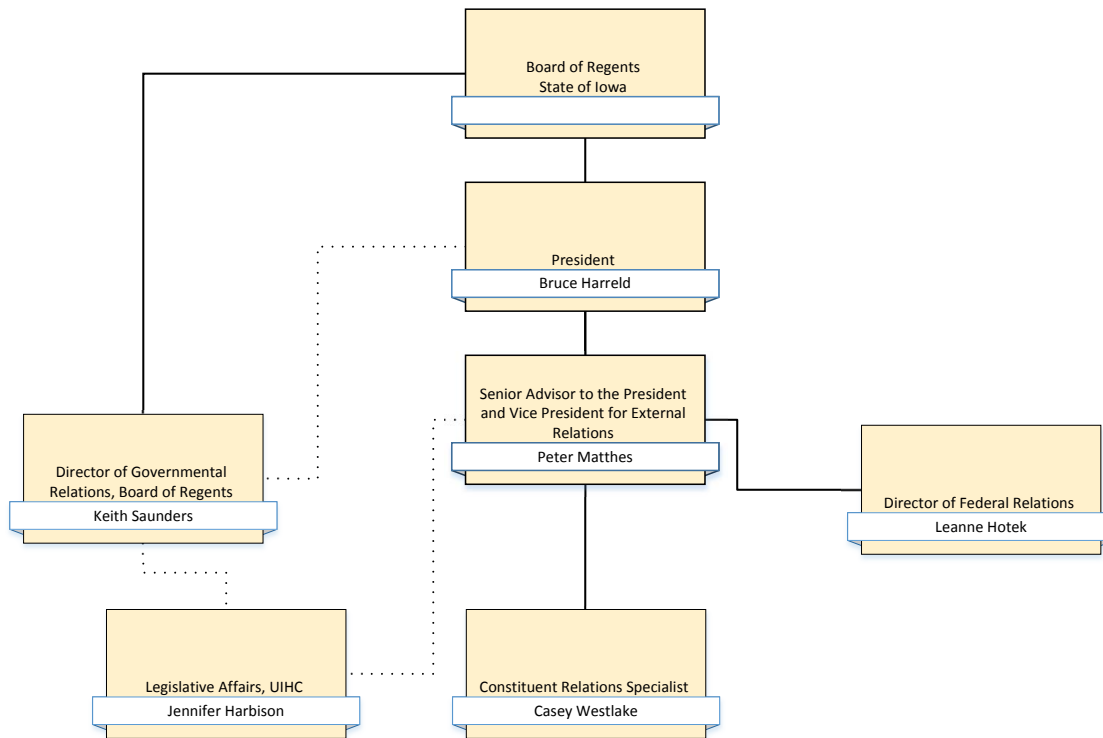 Board of Regents
State of Iowa
President
Bruce Harreld
Senior Advisor to the President
and Vice President for External
Relations
Peter Matthes
Director of Governmental
Relations, Board of Regents
Keith Saunders
Director of Federal Relations
Leanne Hotek
Legislative Affairs, UIHC
Jennifer Harbison
Constituent Relations Specialist
Casey Westlake